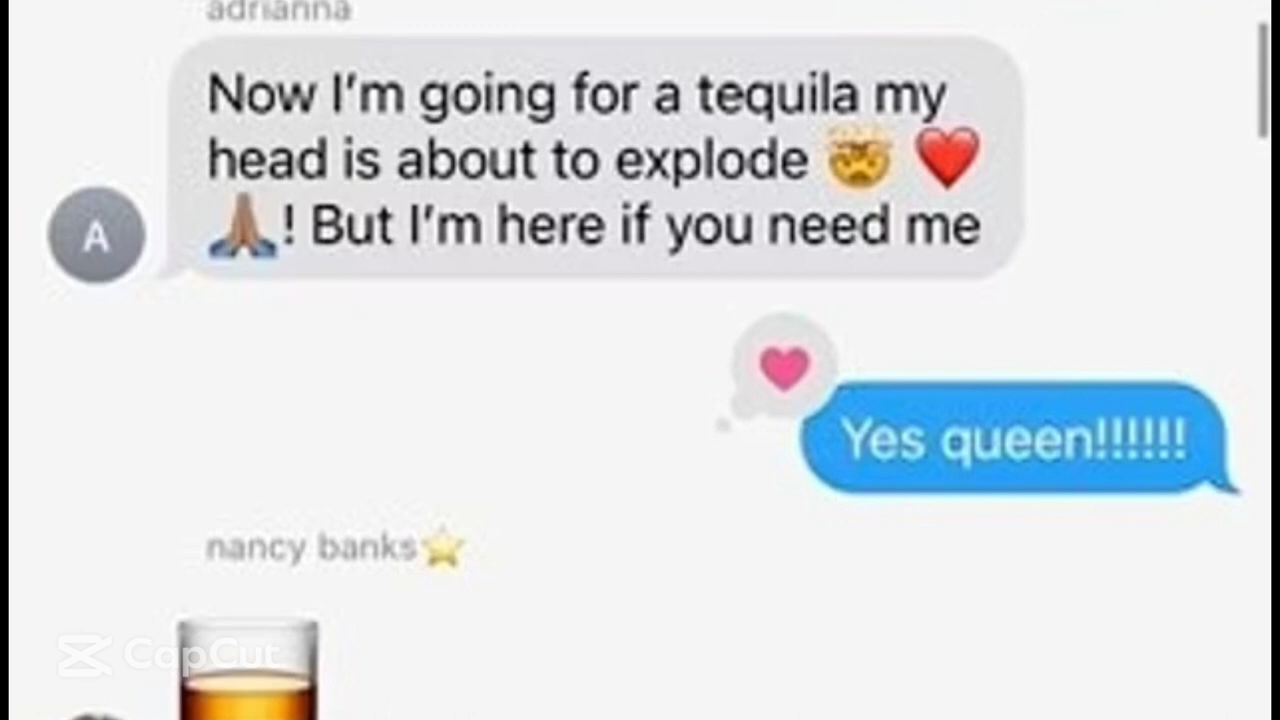 adrianna
Now I'm going for a tequila my
head is about to explode 🤯 ❤️
🙏🏽! But I'm here if you need me
A
Yes queen!!!!!!
nancy banks⭐
CapCut